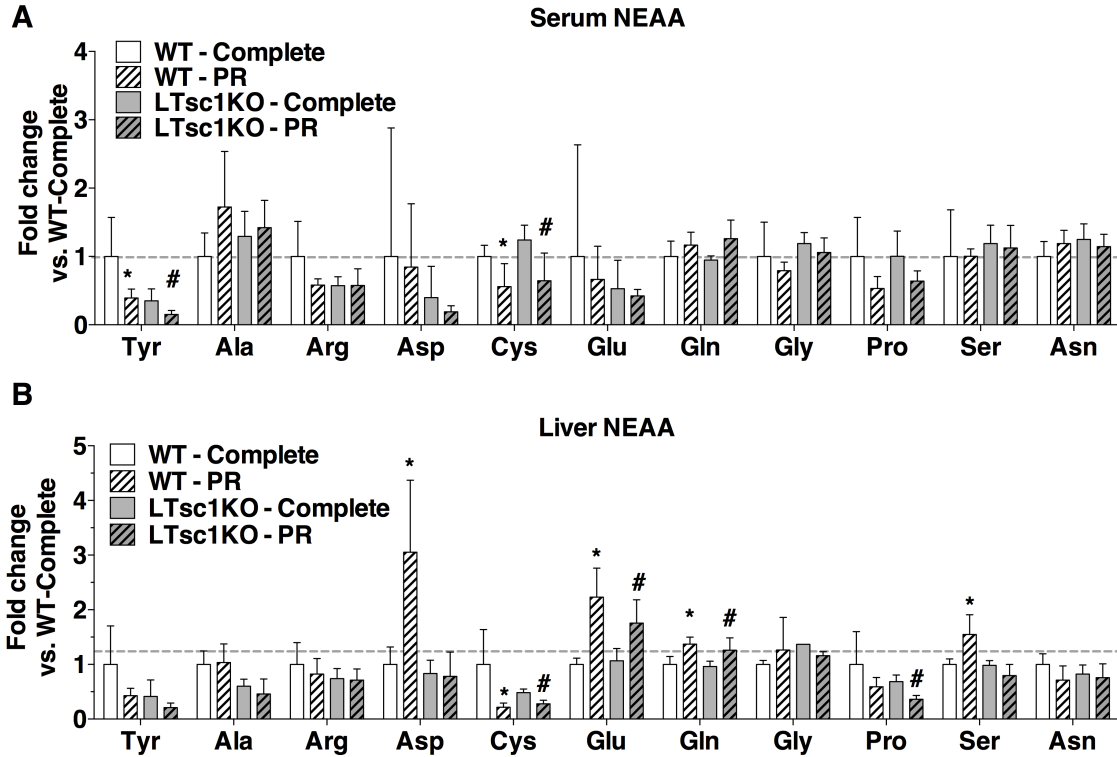 A
Serum NEAA
4
3
2
1
0
Fold change
vs. WT-Complete
WT - Complete
WT - PR
LTsc1KO - Complete
LTsc1KO - PR
* # * #
Tyr Ala Arg Asp Cys Glu Gln Gly Pro Ser Asn
B
Liver NEAA
5
4
3
2
1
0
Fold change
vs. WT-Complete
WT - Complete
WT - PR
LTsc1KO - Complete
LTsc1KO - PR
* * # * # * # # *
Tyr Ala Arg Asp Cys Glu Gln Gly Pro Ser Asn